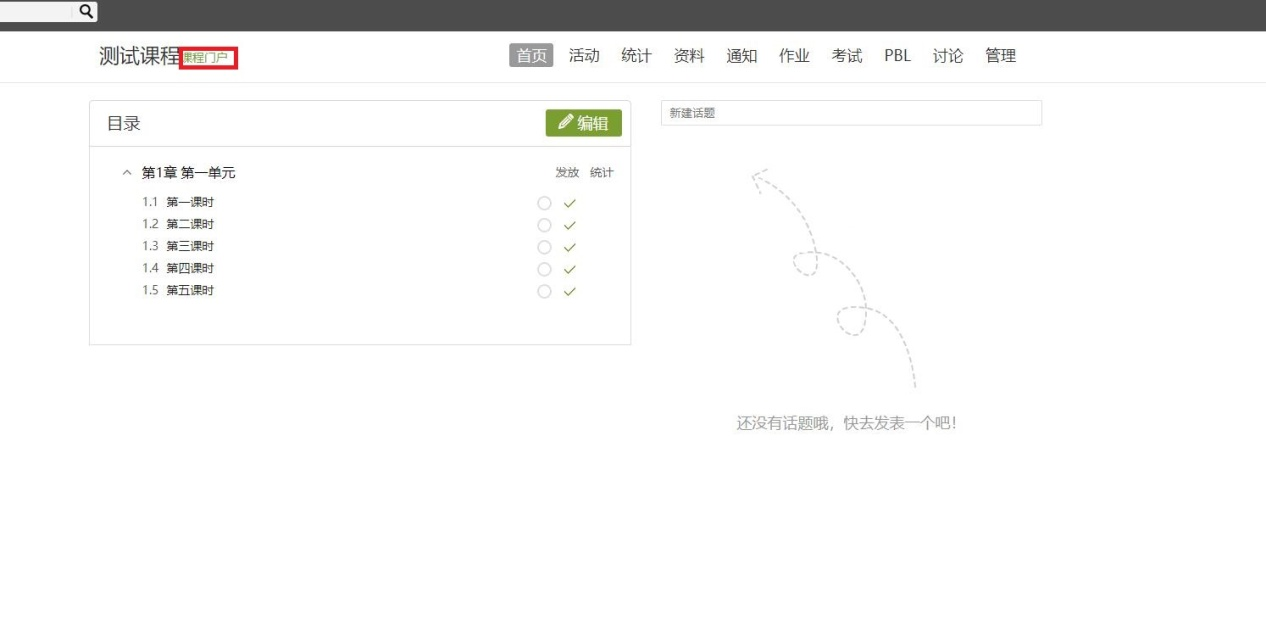 测试课程 课程门户 首页 活动 统计 资料 通知 作业 考试 PBL 讨论 管理
目录 编辑
第1章 第一单元 发放 统计
1.1 第一课时
1.2 第二课时
1.3 第三课时
1.4 第四课时
1.5 第五课时
新建话题
还没有话题哦，快去发表一个吧！